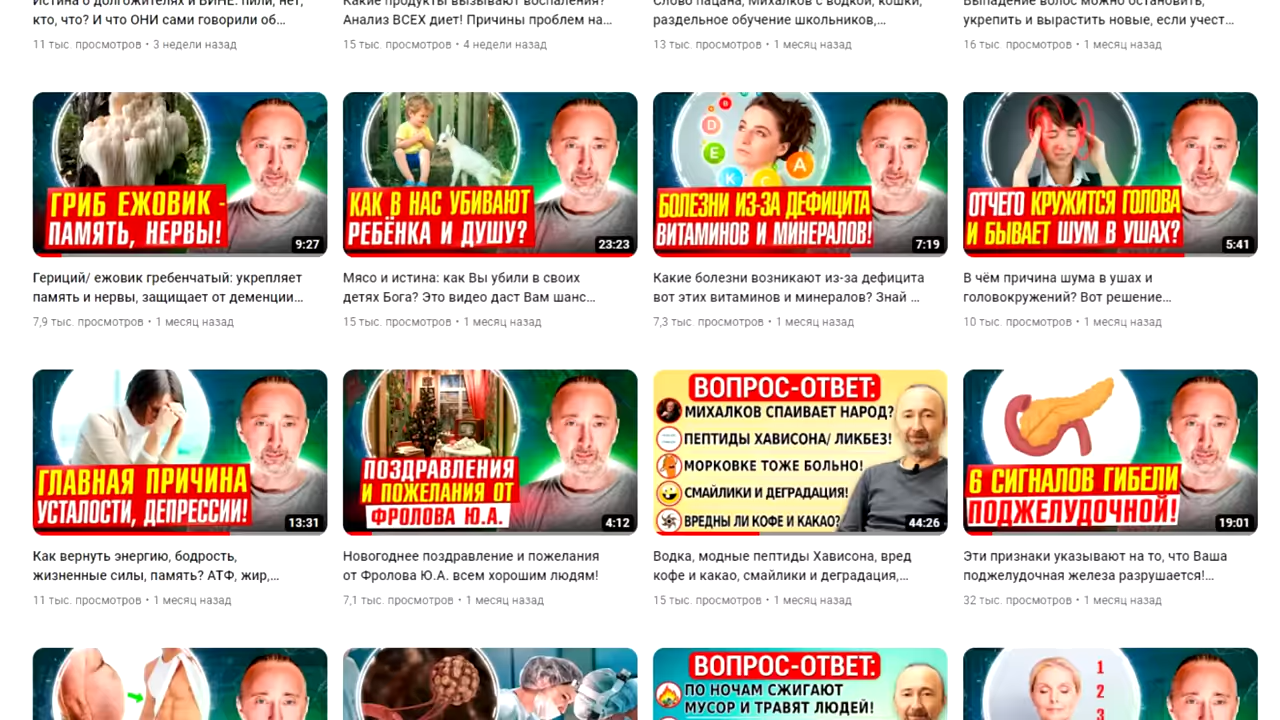 Истина о долгожителях и ВИНЕ: пили, нет,
кто, что? И что ОНИ сами говорили об…
11 тыс. просмотров • 3 недели назад
Какие продукты вызывают воспаления?
Анализ ВСЕХ диет! Причины проблем на…
15 тыс. просмотров • 4 недели назад
Слово пацана, Михалков с водкой, кошки,
раздельное обучение школьников,…
13 тыс. просмотров • 1 месяц назад
Выпадение волос можно остановить,
укрепить и вырастить новые, если учест…
16 тыс. просмотров • 1 месяц назад
ГРИБ ЕЖОВИК -
ПАМЯТЬ, НЕРВЫ!
9:27
Гериций/ ежовик гребенчатый: укрепляет
память и нервы, защищает от деменции…
7,9 тыс. просмотров • 1 месяц назад
КАК В НАС УБИВАЮТ
РЕБЁНКА И ДУШУ?
23:23
Мясо и истина: как Вы убили в своих
детях Бога? Это видео даст Вам шанс…
15 тыс. просмотров • 1 месяц назад
B
D
E
K
C
A
БОЛЕЗНИ ИЗ-ЗА ДЕФИЦИТА
ВИТАМИНОВ И МИНЕРАЛОВ!
7:19
Какие болезни возникают из-за дефицита
вот этих витаминов и минералов? Знай …
7,3 тыс. просмотров • 1 месяц назад
ОТЧЕГО КРУЖИТСЯ ГОЛОВА
И БЫВАЕТ ШУМ В УШАХ?
5:41
В чём причина шума в ушах и
головокружений? Вот решение…
10 тыс. просмотров • 1 месяц назад
ГЛАВНАЯ ПРИЧИНА
УСТАЛОСТИ, ДЕПРЕССИИ!
13:31
Как вернуть энергию, бодрость,
жизненные силы, память? АТФ, жир,…
11 тыс. просмотров • 1 месяц назад
ПОЗДРАВЛЕНИЯ
И ПОЖЕЛАНИЯ ОТ
ФРОЛОВА Ю.А.
4:12
Новогоднее поздравление и пожелания
от Фролова Ю.А. всем хорошим людям!
7,1 тыс. просмотров • 1 месяц назад
ВОПРОС-ОТВЕТ:
МИХАЛКОВ СПАИВАЕТ НАРОД?
ПЕПТИДЫ ХАВИСОНА/ ЛИКБЕЗ!
МОРКОВКЕ ТОЖЕ БОЛЬНО!
СМАЙЛИКИ И ДЕГРАДАЦИЯ!
ВРЕДНЫ ЛИ КОФЕ И КАКАО?
44:26
Водка, модные пептиды Хависона, вред
кофе и какао, смайлики и деградация,…
15 тыс. просмотров • 1 месяц назад
6 СИГНАЛОВ ГИБЕЛИ
ПОДЖЕЛУДОЧНОЙ!
19:01
Эти признаки указывают на то, что Ваша
поджелудочная железа разрушается!…
32 тыс. просмотров • 1 месяц назад
ВОПРОС-ОТВЕТ:
ПО НОЧАМ СЖИГАЮТ
МУСОР И ТРАВЯТ ЛЮДЕЙ!
1
2
3